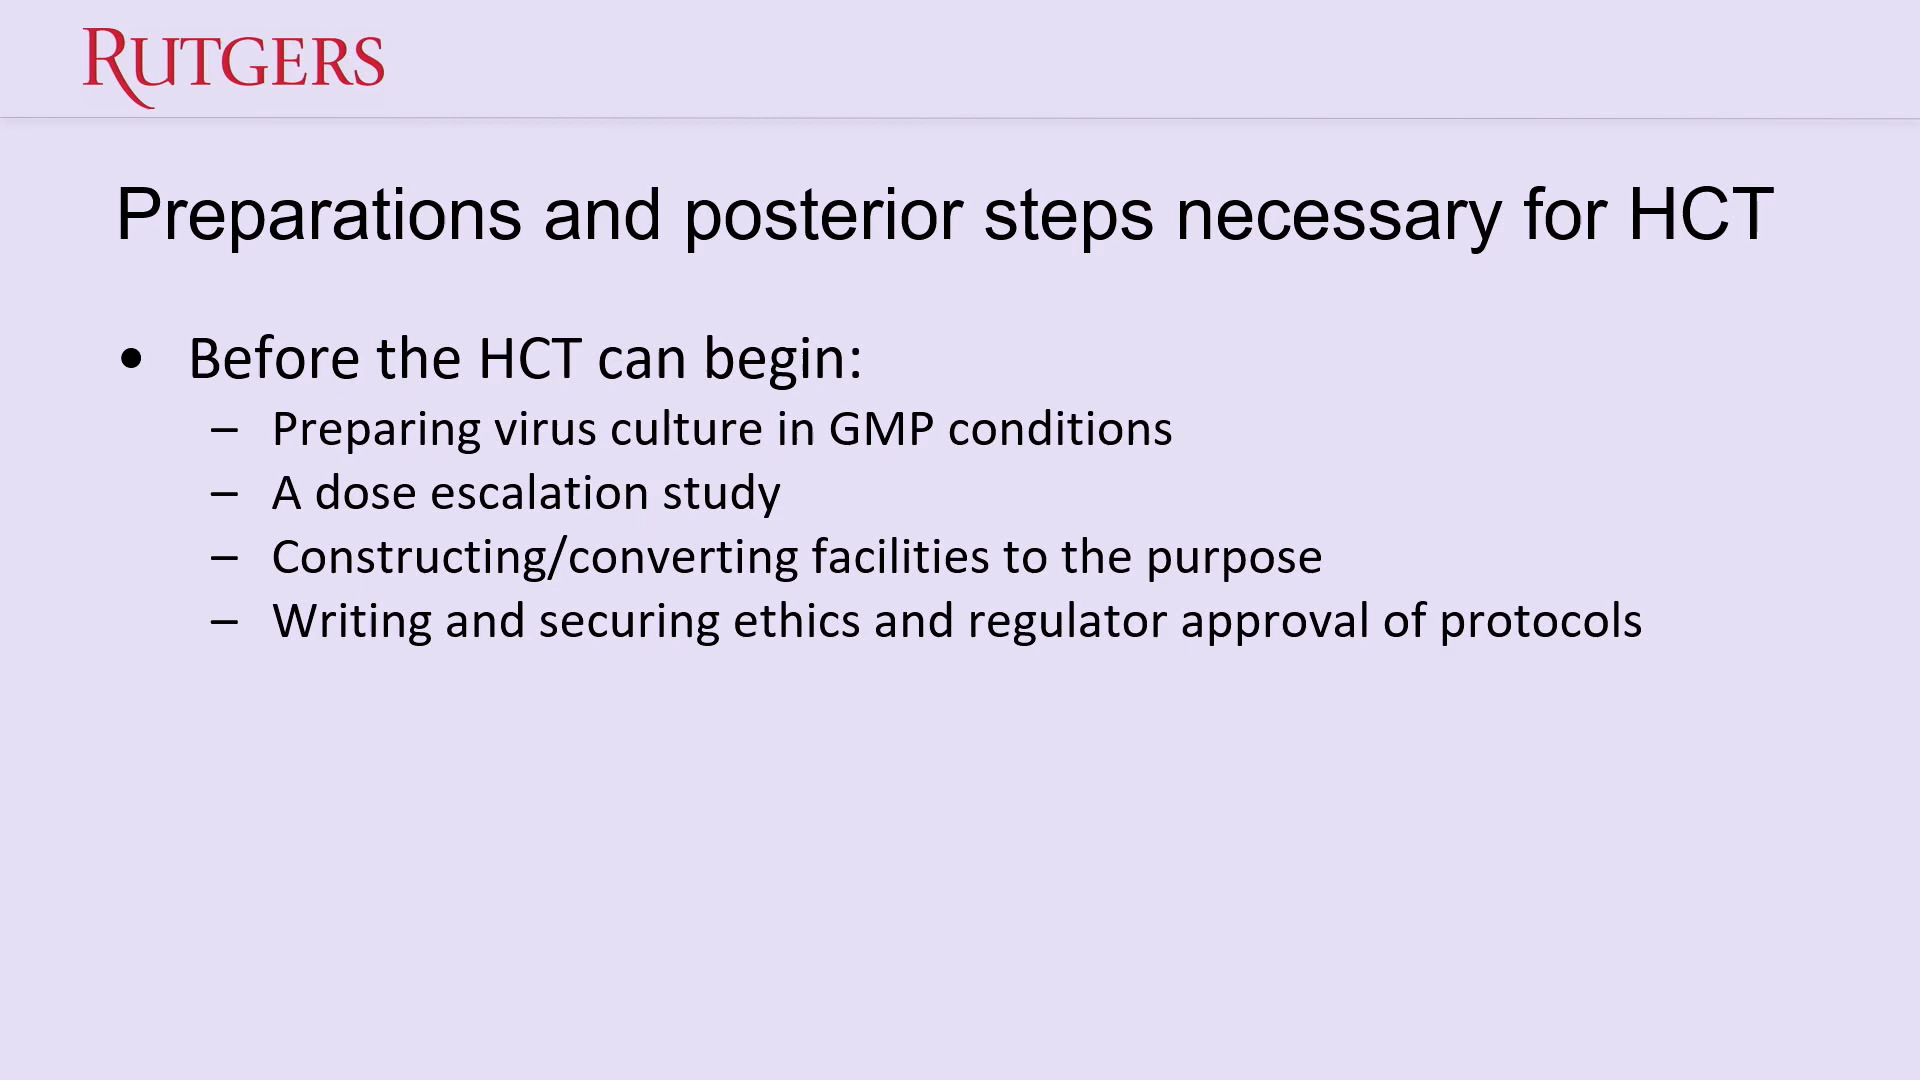 RUTGERS
Preparations and posterior steps necessary for HCT
• Before the HCT can begin:
– Preparing virus culture in GMP conditions
– A dose escalation study
– Constructing/converting facilities to the purpose
– Writing and securing ethics and regulator approval of protocols